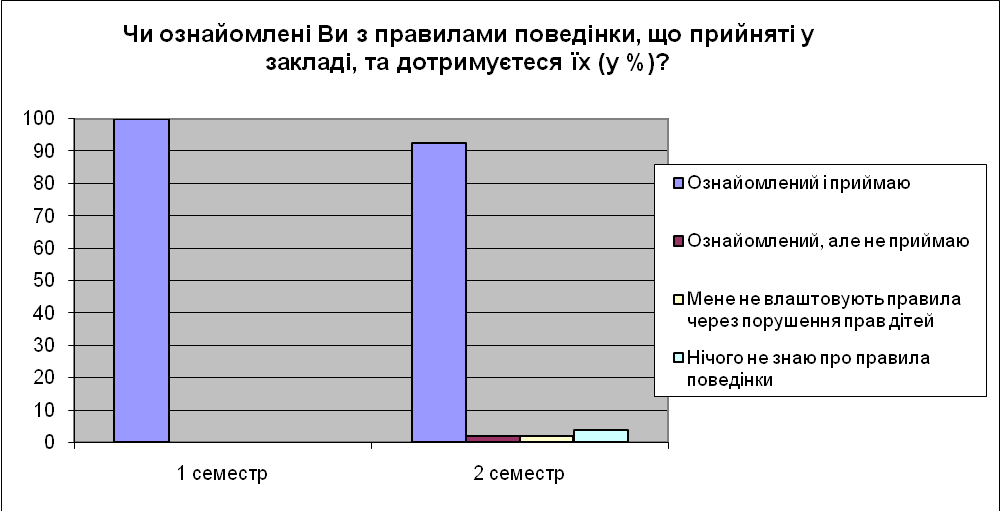 Чи ознайомлені Ви з правилами поведінки, що прийняті у
закладі, та дотримуєтеся їх (у %)?
100
90
80
70
60
50
40
30
20
10
0
1 семестр
2 семестр
Ознайомлений і приймаю
Ознайомлений, але не приймаю
Мене не влаштовують правила
через порушення прав дітей
Нічого не знаю про правила
поведінки